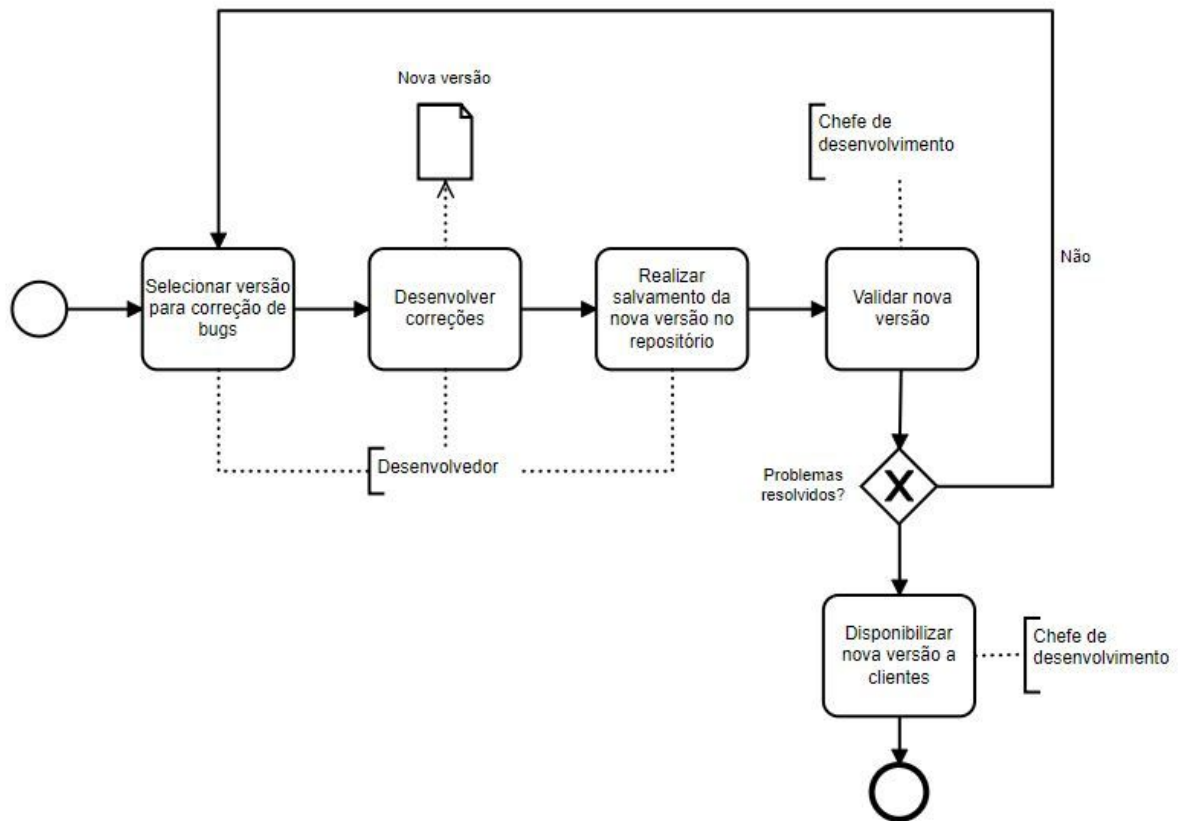 Nova versão
Chefe de
desenvolvimento
Não
Selecionar versão
para correção de
bugs
Desenvolver
correções
Realizar
salvamento da
nova versão no
repositório
Validar nova
versão
Desenvolvedor
Problemas
resolvidos?
X
Disponibilizar
nova versão a
clientes
Chefe de
desenvolvimento